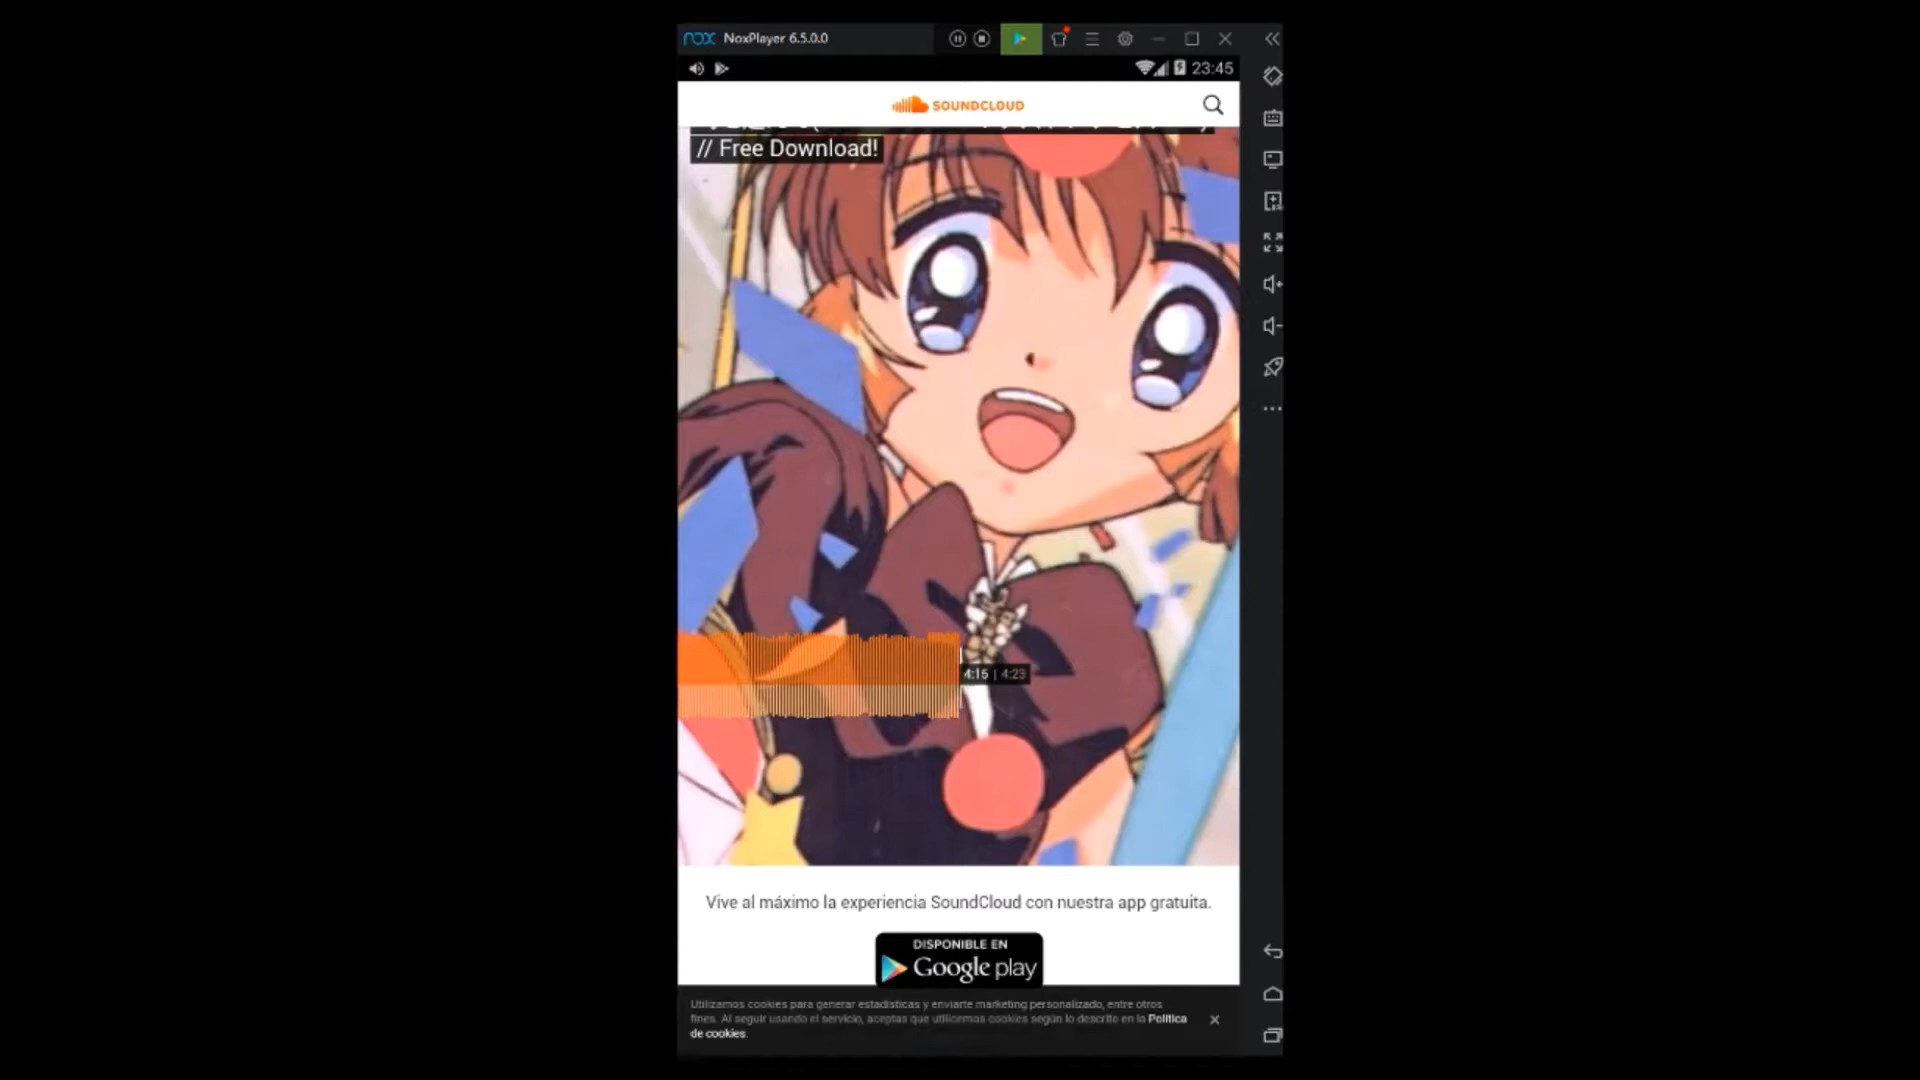 nox NoxPlayer 6.5.0.0
23:45
SOUNDCLOUD
// Free Download!
4:15 | 4:23
Vive al máximo la experiencia SoundCloud con nuestra app gratuita.
DISPONIBLE EN
Google play
Utilizamos cookies para generar estadísticas y enviarte marketing personalizado, entre otros
fines. Al seguir usando el servicio, aceptas que utilicemos cookies según lo descrito en la Política
de cookies.